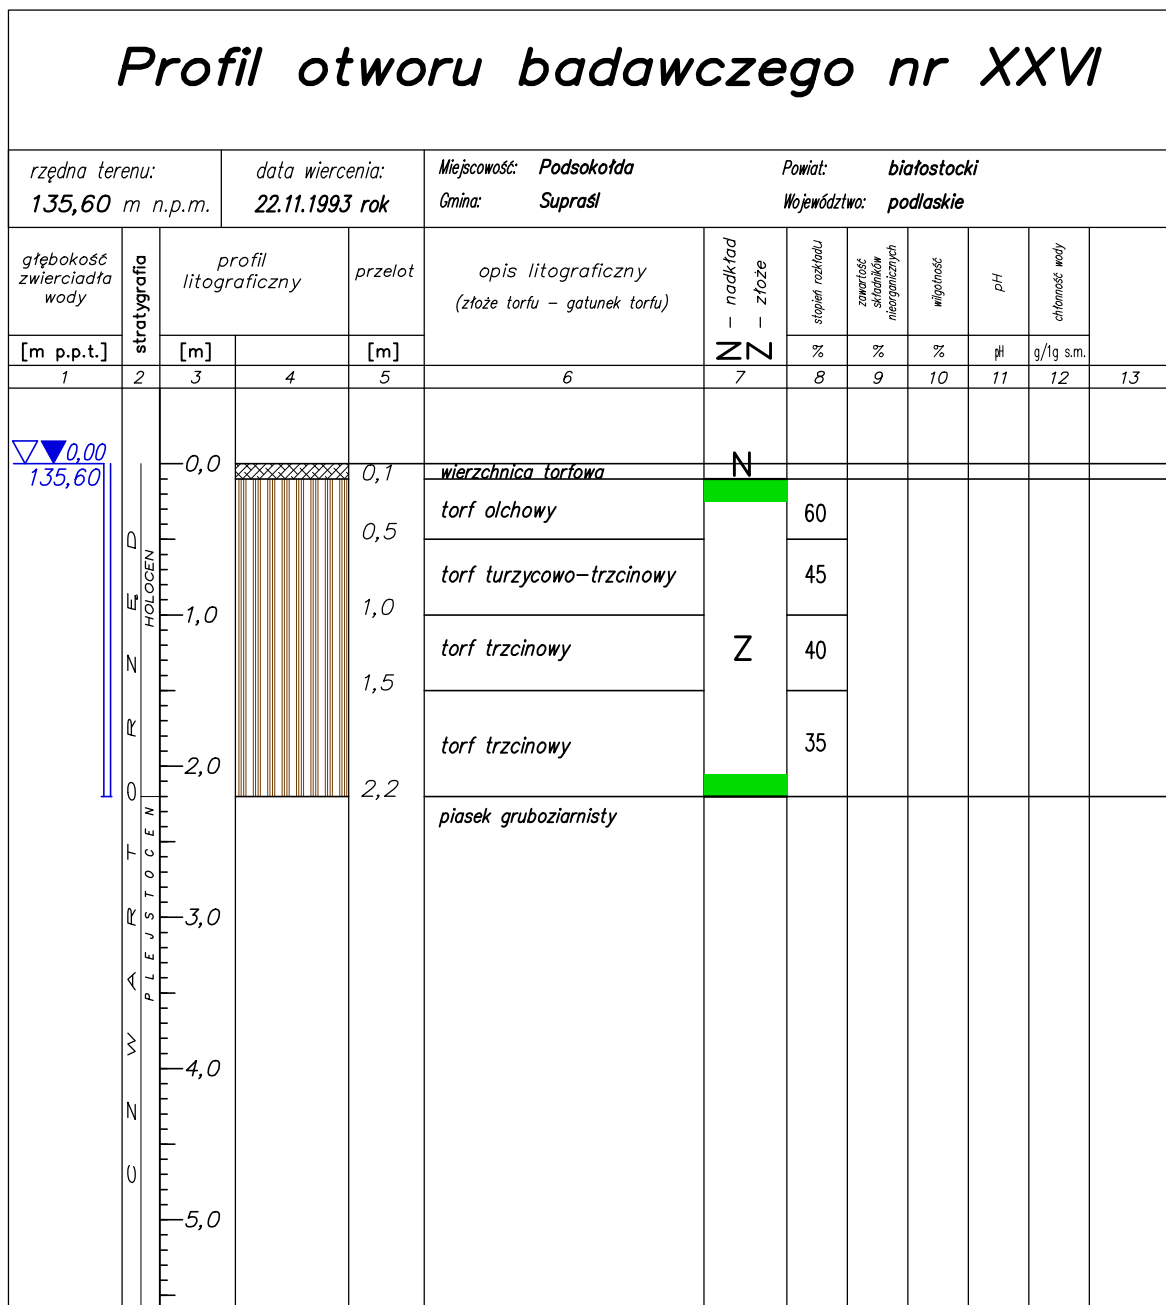 Profil otworu badawczego nr XXVI
rzędna terenu:
135,60 m n.p.m.
data wiercenia:
22.11.1993 rok
Miejscowość: Podsokołda
Gmina: Supraśl
Powiat: białostocki
Województwo: podlaskie
głębokość
zwierciadła
wody
[m p.p.t.]
stratygrafia
profil
litograficzny
[m]
przelot
[m]
opis litograficzny
(złoże torfu – gatunek torfu)
N – nadkład
Z – złoże
stopień rozkładu
%
zawartość
składników
nieorganicznych
%
wilgotność
%
pH
pH
chłonność wody
g/1g s.m.
1 2 3 4 5 6 7 8 9 10 11 12 13
0,00
135,60
CZWARTORZĘD
HOLOCEN
PLEJSTOCEN
0,0
1,0
2,0
3,0
4,0
5,0
0,1 wierzchnica torfowa N
0,5 torf olchowy 60
1,0 torf turzycowo–trzcinowy 45
1,5 torf trzcinowy Z 40
2,2 torf trzcinowy 35
piasek gruboziarnisty